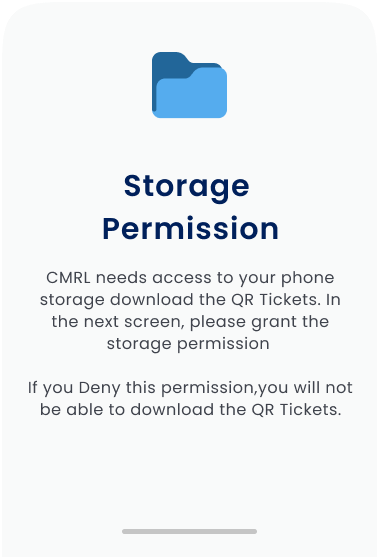 Storage
Permission
CMRL needs access to your phone
storage download the QR Tickets. In
the next screen, please grant the
storage permission
If you Deny this permission,you will not
be able to download the QR Tickets.